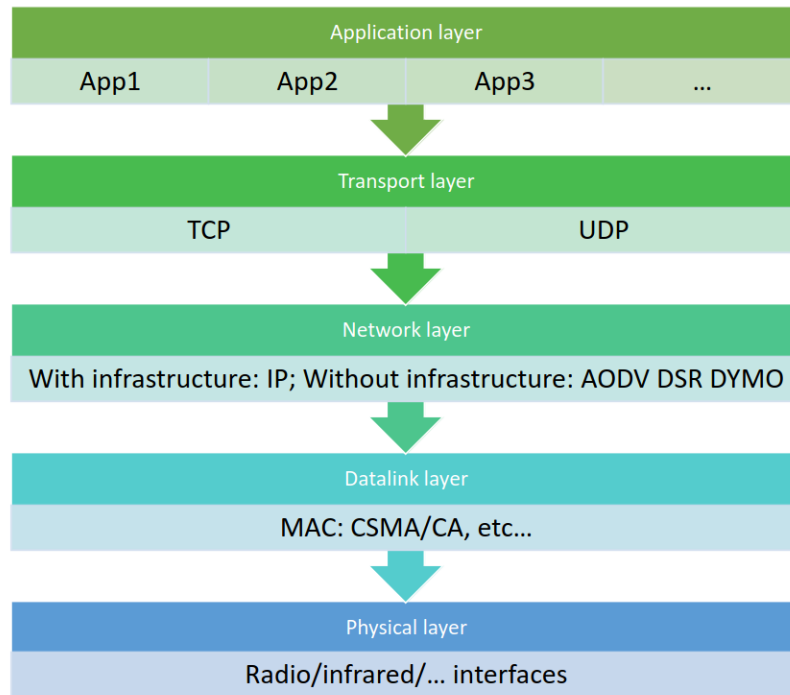 Application layer
App1 App2 App3 ...
Transport layer
TCP UDP
Network layer
With infrastructure: IP; Without infrastructure: AODV DSR DYMO
Datalink layer
MAC: CSMA/CA, etc...
Physical layer
Radio/infrared/... interfaces